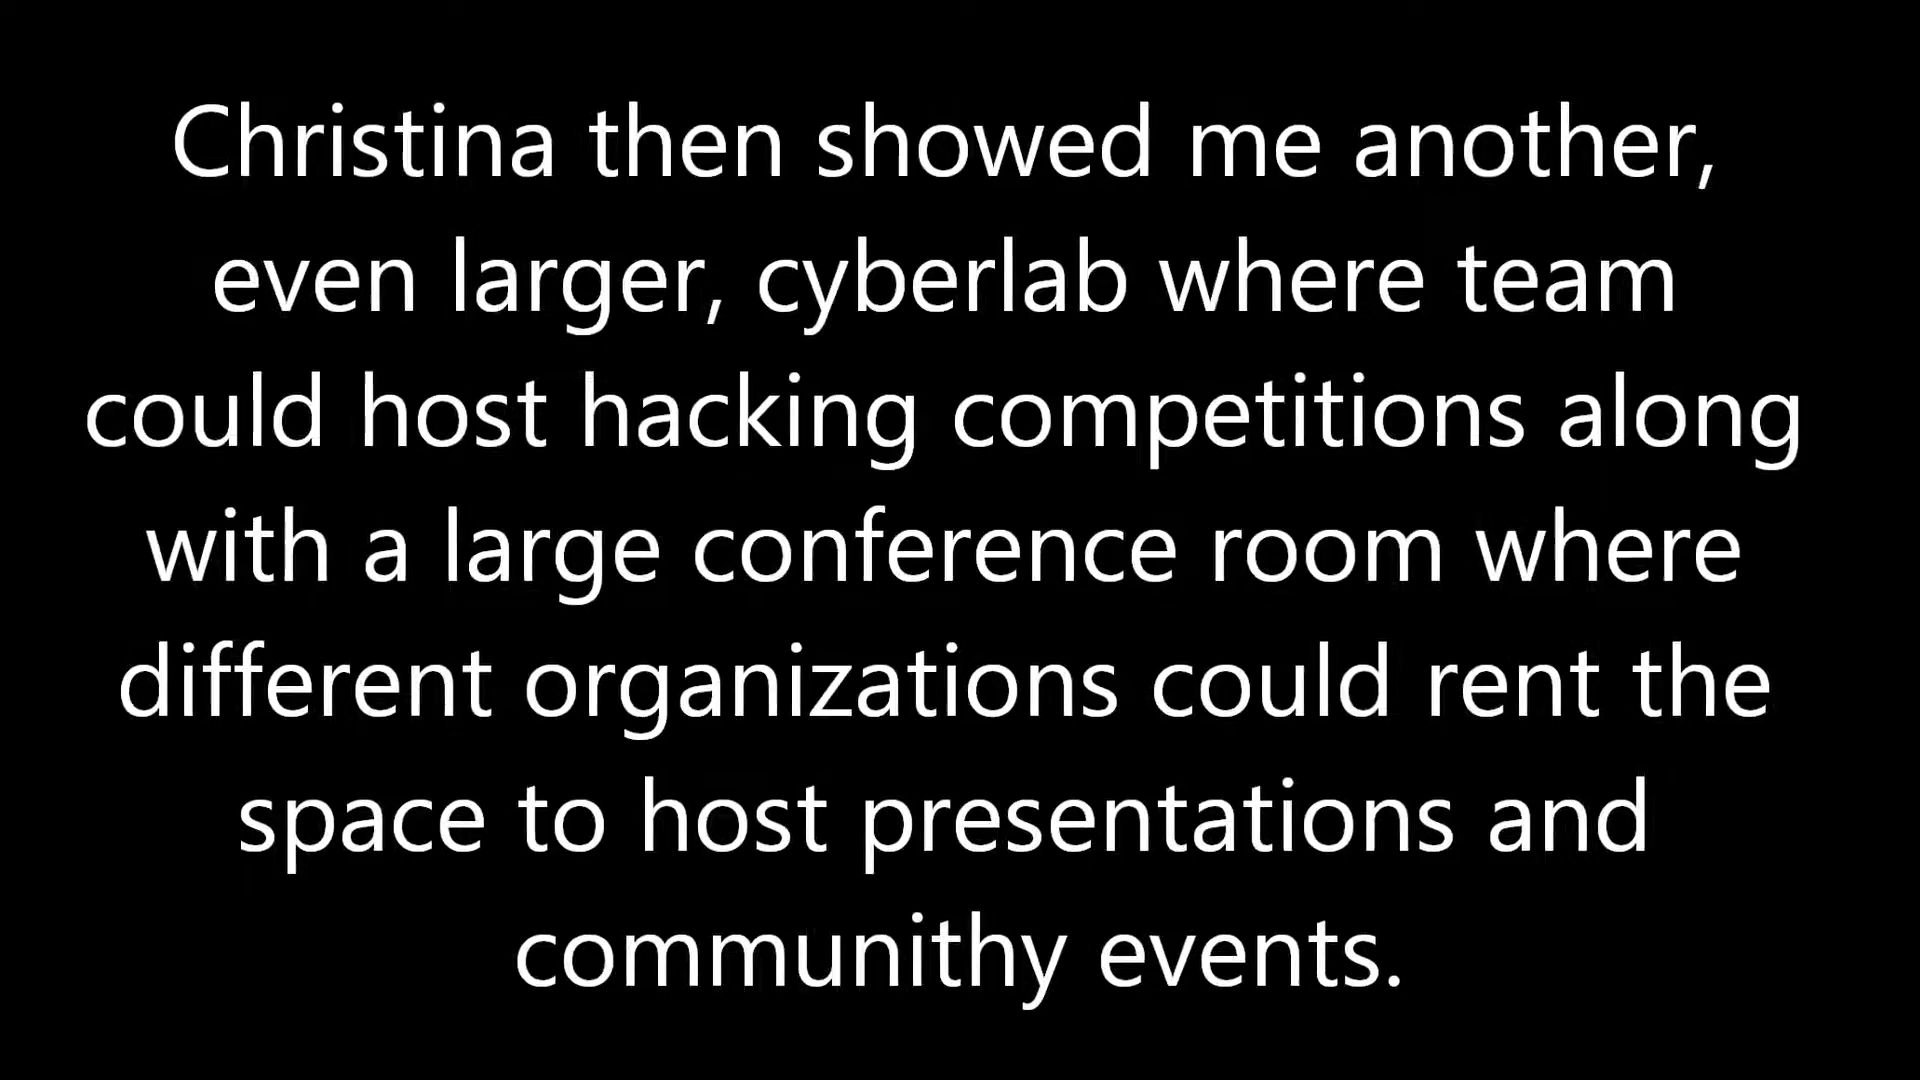 Christina then showed me another,
even larger, cyberlab where team
could host hacking competitions along
with a large conference room where
different organizations could rent the
space to host presentations and
communithy events.